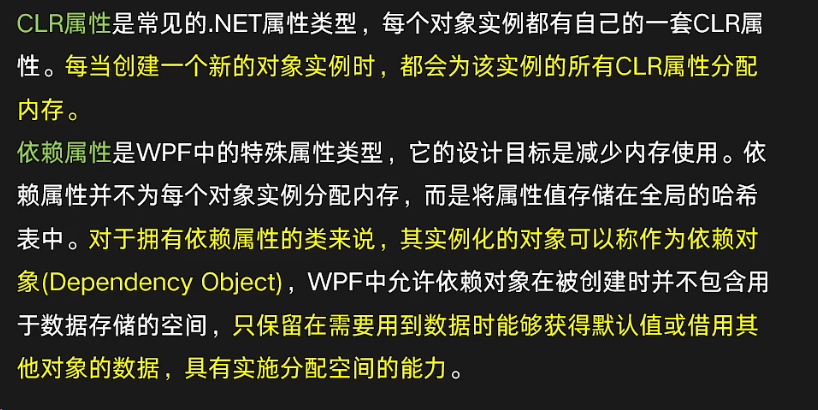 CLR属性是常见的.NET属性类型，每个对象实例都有自己的一套CLR属
性。每当创建一个新的对象实例时，都会为该实例的所有CLR属性分配
内存。
依赖属性是WPF中的特殊属性类型，它的设计目标是减少内存使用。依
赖属性并不为每个对象实例分配内存，而是将属性值存储在全局的哈希
表中。对于拥有依赖属性的类来说，其实例化的对象可以称作为依赖对
象(Dependency Object)，WPF中允许依赖对象在被创建时并不包含用
于数据存储的空间，只保留在需要用到数据时能够获得默认值或借用其
他对象的数据，具有实施分配空间的能力。